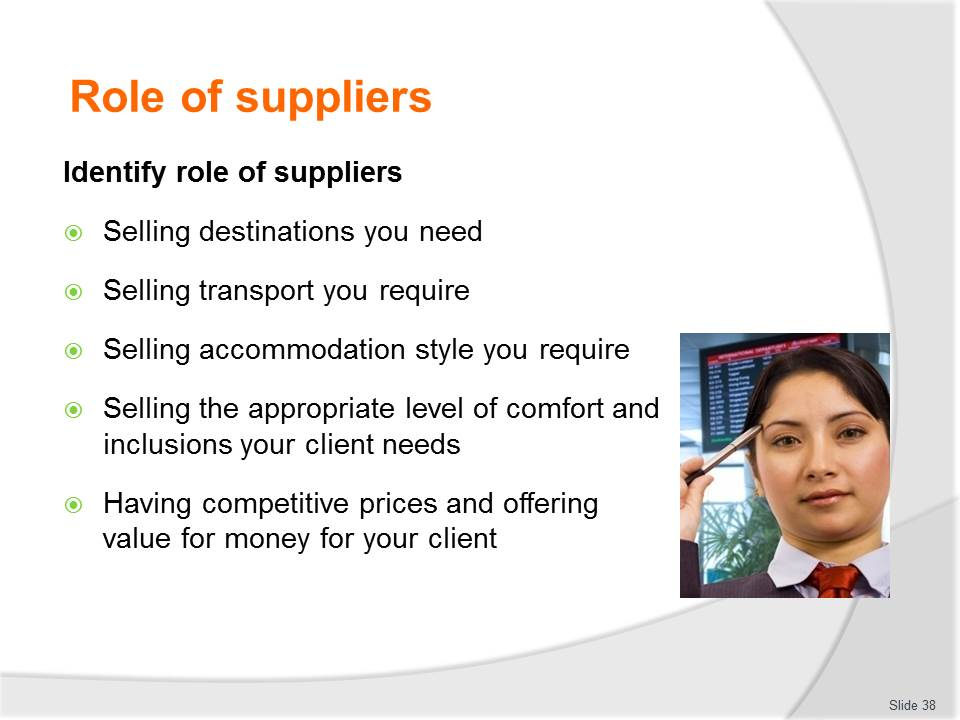 Role of suppliers
Identify role of suppliers
Selling destinations you need
Selling transport you require
Selling accommodation style you require
Selling the appropriate level of comfort and
inclusions your client needs
Having competitive prices and offering
value for money for your client
INTERNATIONAL DEPARTURES
Slide 38